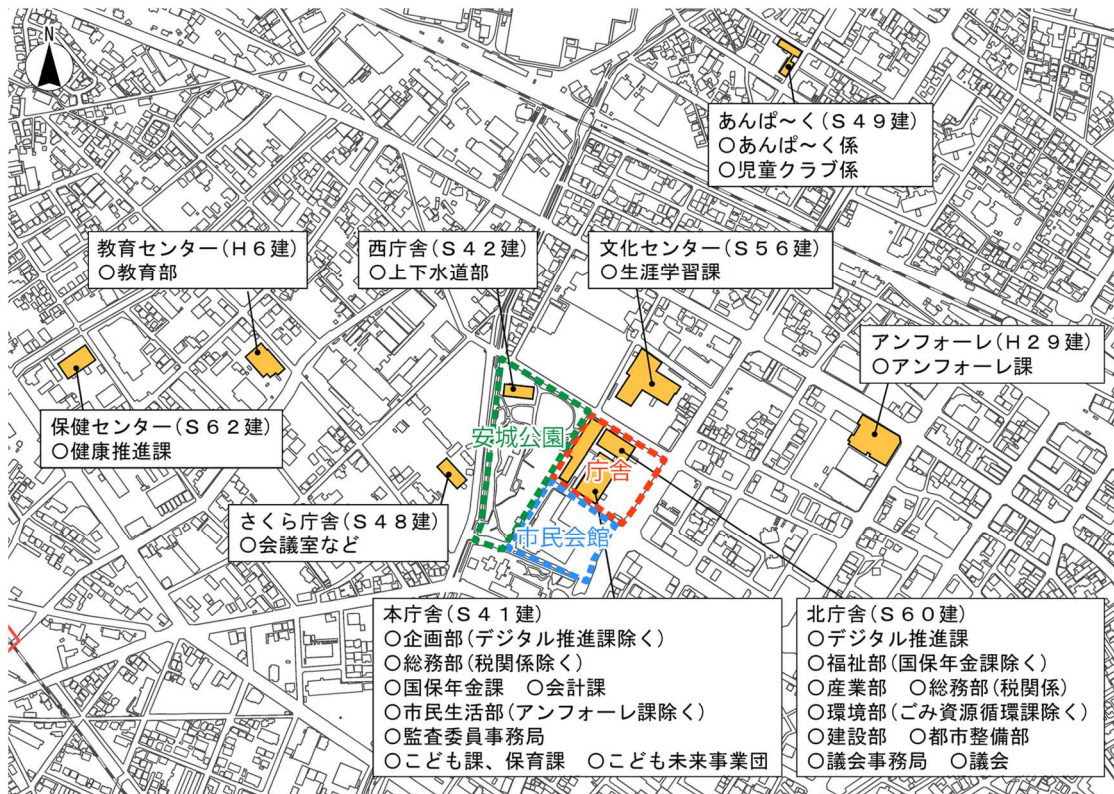 N
あんぱ～く(S49建)
○あんぱ～く係
○児童クラブ係
教育センター(H6建)
○教育部
西庁舎(S42建)
○上下水道部
文化センター(S56建)
○生涯学習課
アンフォーレ(H29建)
○アンフォーレ課
保健センター(S62建)
○健康推進課
安城公園
庁舎
さくら庁舎(S48建)
○会議室など
市民会館
本庁舎(S41建)
○企画部(デジタル推進課除く)
○総務部(税関係除く)
○国保年金課　○会計課
○市民生活部(アンフォーレ課除く)
○監査委員事務局
○こども課、保育課　○こども未来事業団
北庁舎(S60建)
○デジタル推進課
○福祉部(国保年金課除く)
○産業部　○総務部(税関係)
○環境部(ごみ資源循環課除く)
○建設部　○都市整備部
○議会事務局　○議会